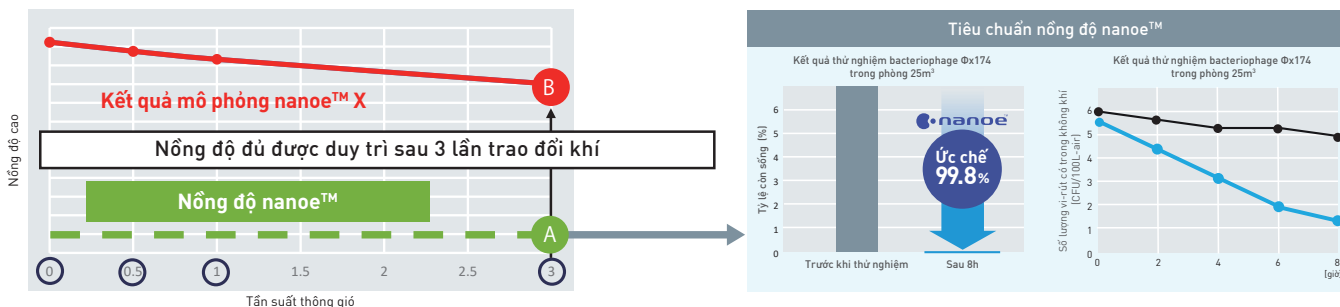 Nồng độ cao
Kết quả mô phỏng nanoe™ X
B
Nồng độ đủ được duy trì sau 3 lần trao đổi khí
Nồng độ nanoe™
A
0 0.5 1 1.5 2 2.5 3
Tần suất thông gió
Tiêu chuẩn nồng độ nanoe™
Kết quả thử nghiệm bacteriophage Φx174
trong phòng 25m³
Tỷ lệ còn sống (%)
6
5
4
3
2
1
0
nanoe™
Ức chế
99.8%
Trước khi thử nghiệm
Sau 8h
Kết quả thử nghiệm bacteriophage Φx174
trong phòng 25m³
Số lượng vi-rút có trong không khí
(CFU/100L-air)
6
5
4
3
2
1
0
0 2 4 6 8
[giờ]